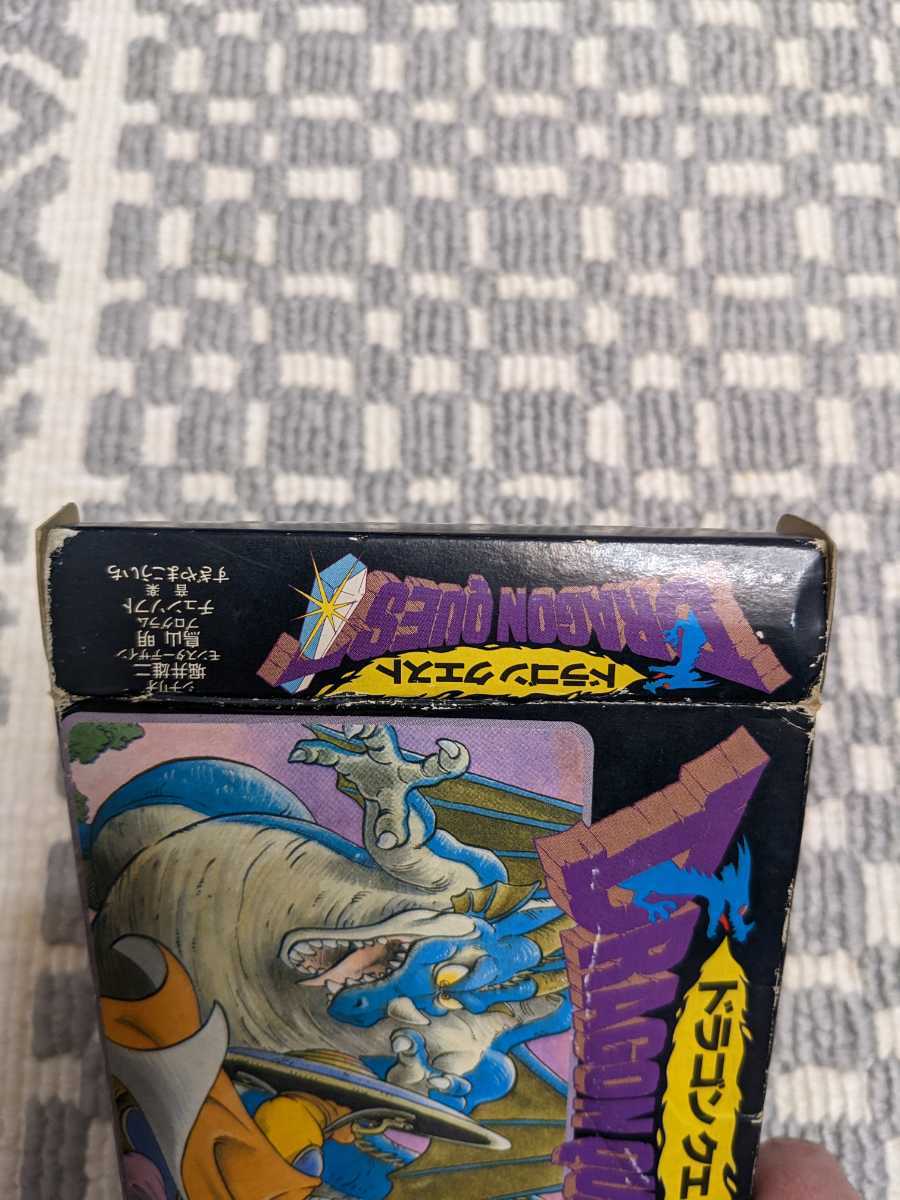 シナリオ
堀井雄二
モンスターデザイン
鳥山 明
プログラム
チュンソフト
音 楽
すぎやまこういち
DRAGON QUEST
ドラゴンクエスト
DRAGON QU
ドラゴンクエ